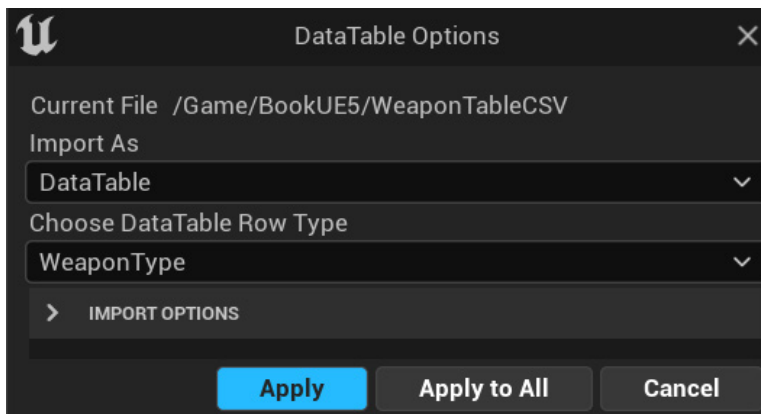 DataTable Options
Current File /Game/BookUE5/WeaponTableCSV
Import As
DataTable
Choose DataTable Row Type
WeaponType
IMPORT OPTIONS
Apply Apply to All Cancel